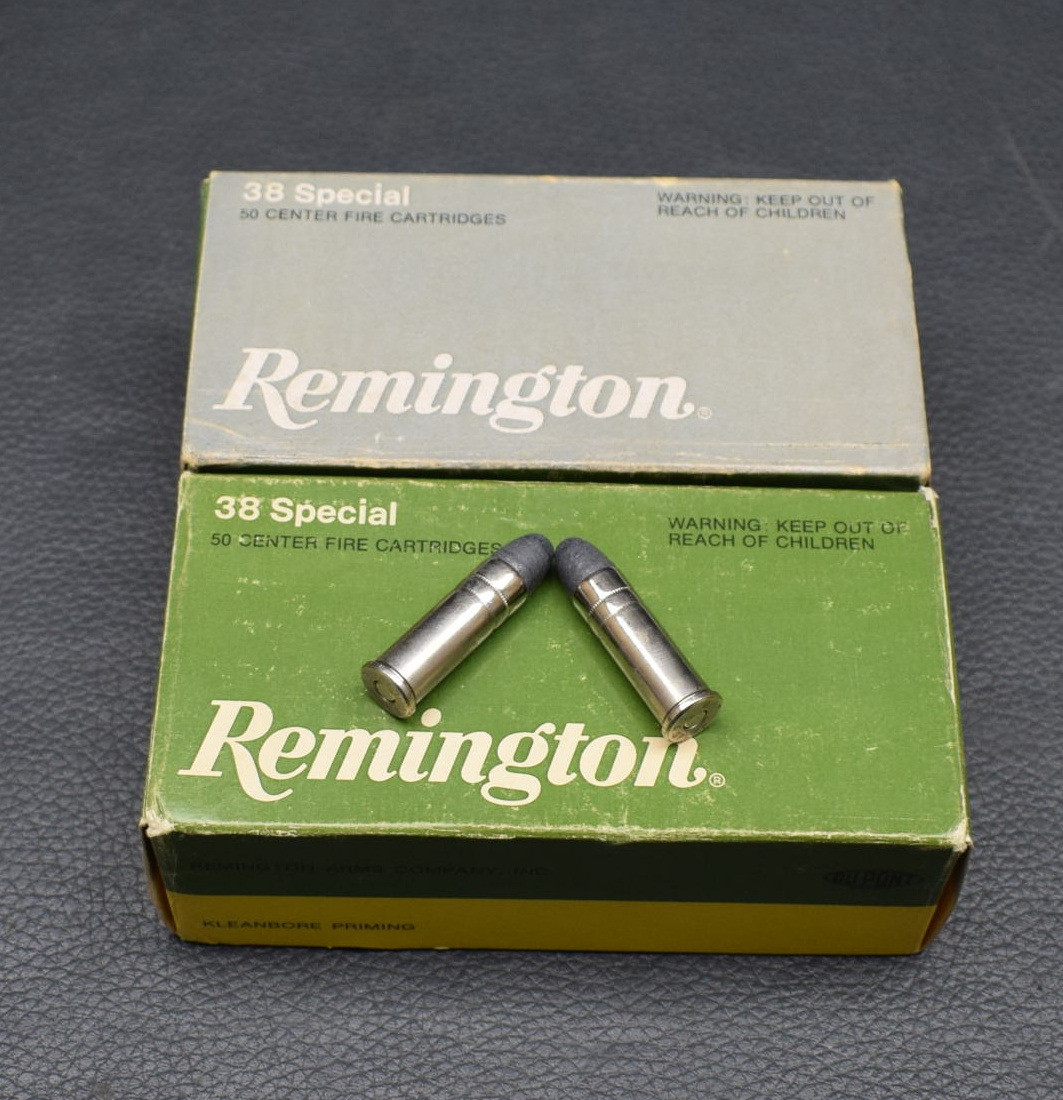 38 Special
50 CENTER FIRE CARTRIDGES
WARNING: KEEP OUT OF
REACH OF CHILDREN
Remington®
38 Special
50 CENTER FIRE CARTRIDGES
WARNING: KEEP OUT OF
REACH OF CHILDREN
Remington®
REMINGTON ARMS COMPANY, INC.
DU PONT
KLEANBORE PRIMING